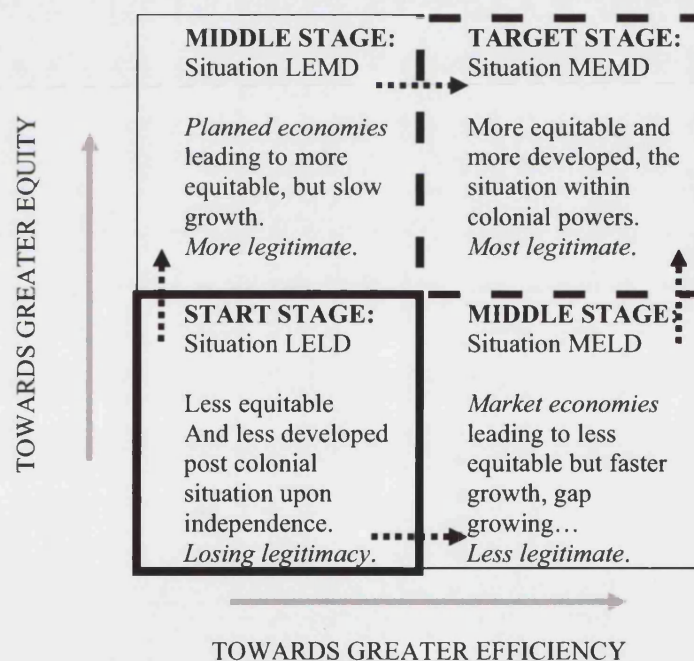 TOWARDS GREATER EQUITY
MIDDLE STAGE:
Situation LEMD
Planned economies
leading to more
equitable, but slow
growth.
More legitimate.
TARGET STAGE:
Situation MEMD
More equitable and
more developed, the
situation within
colonial powers.
Most legitimate.
START STAGE:
Situation LELD
Less equitable
And less developed
post colonial
situation upon
independence.
Losing legitimacy.
MIDDLE STAGE:
Situation MELD
Market economies
leading to less
equitable but faster
growth, gap
growing…
Less legitimate.
TOWARDS GREATER EFFICIENCY